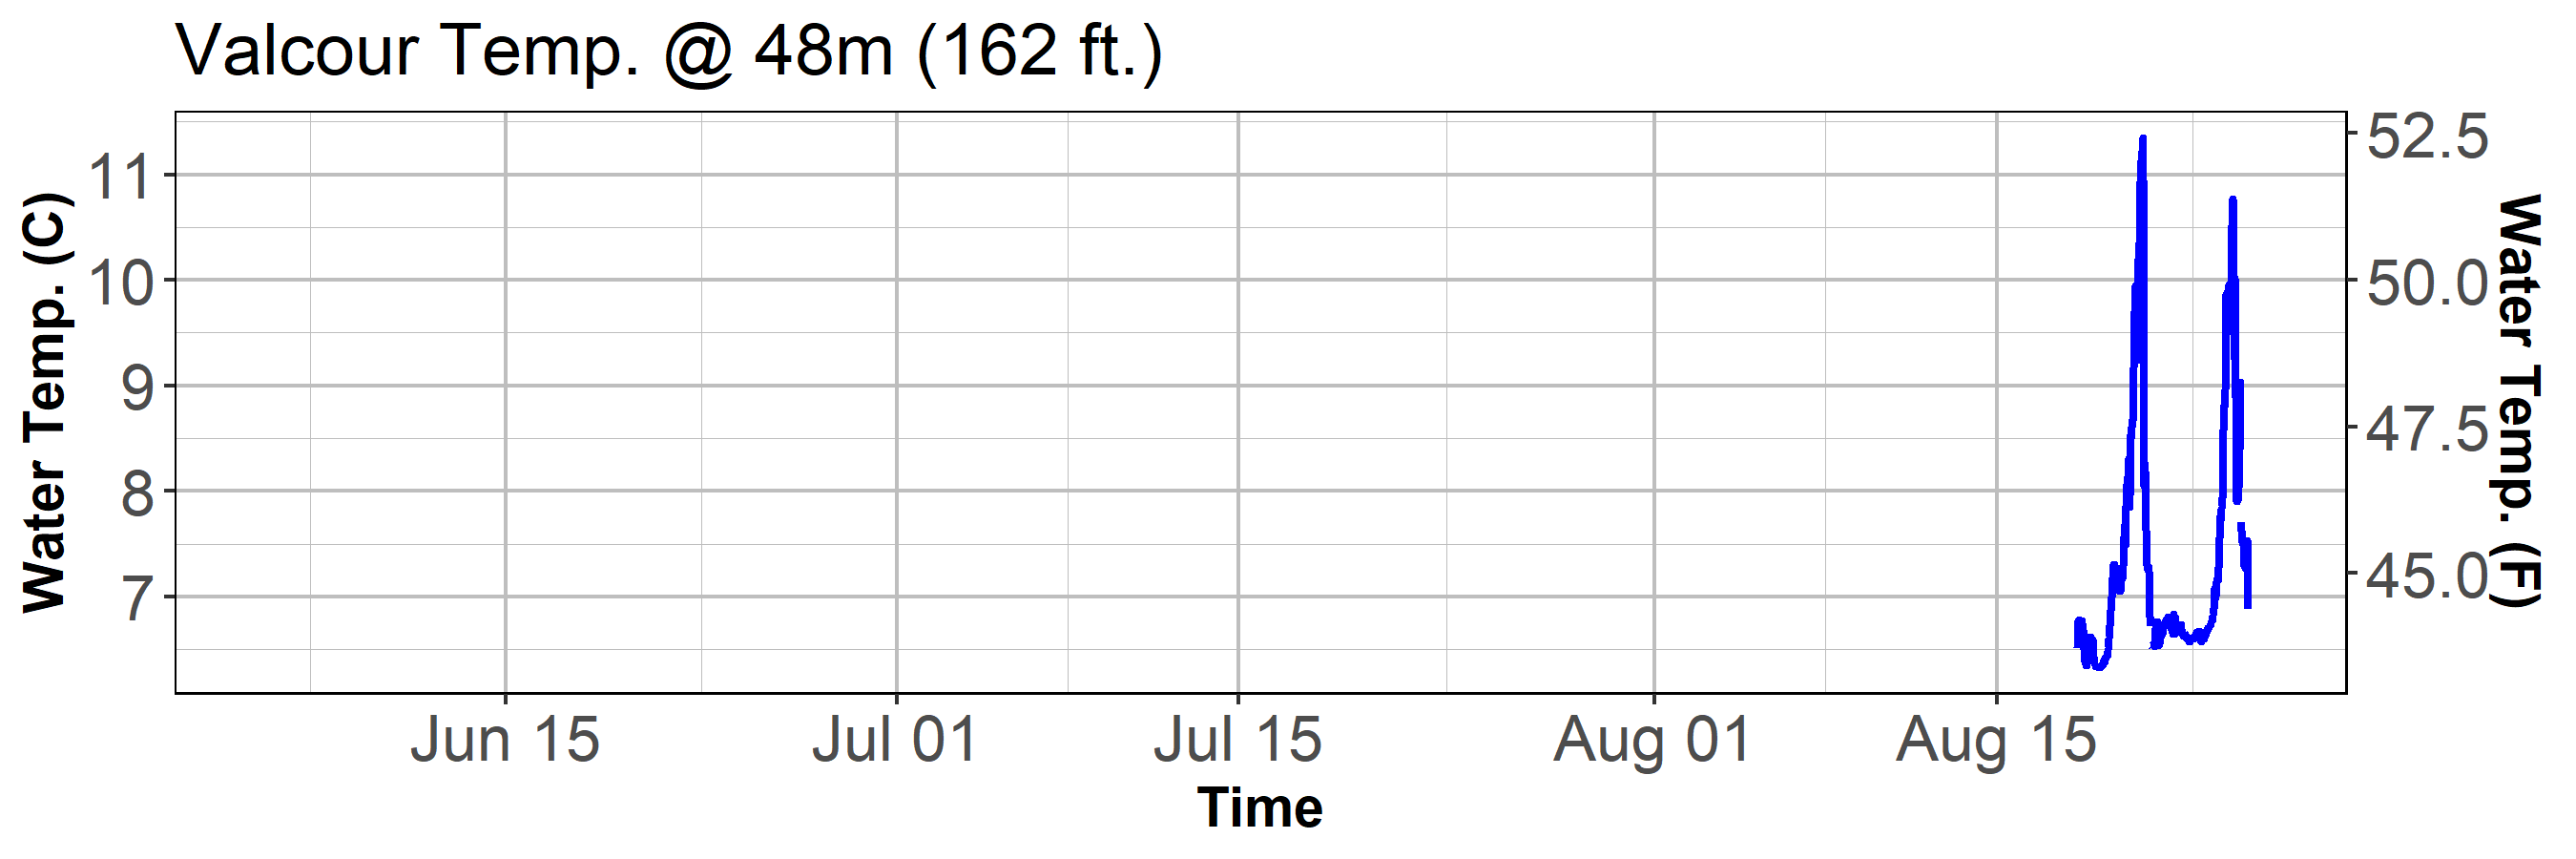 Valcour Temp. @ 48m (162 ft.)
Water Temp. (C)
11
10
9
8
7
52.5
50.0
47.5
45.0
Water Temp. (F)
Jun 15
Jul 01
Jul 15
Aug 01
Aug 15
Time